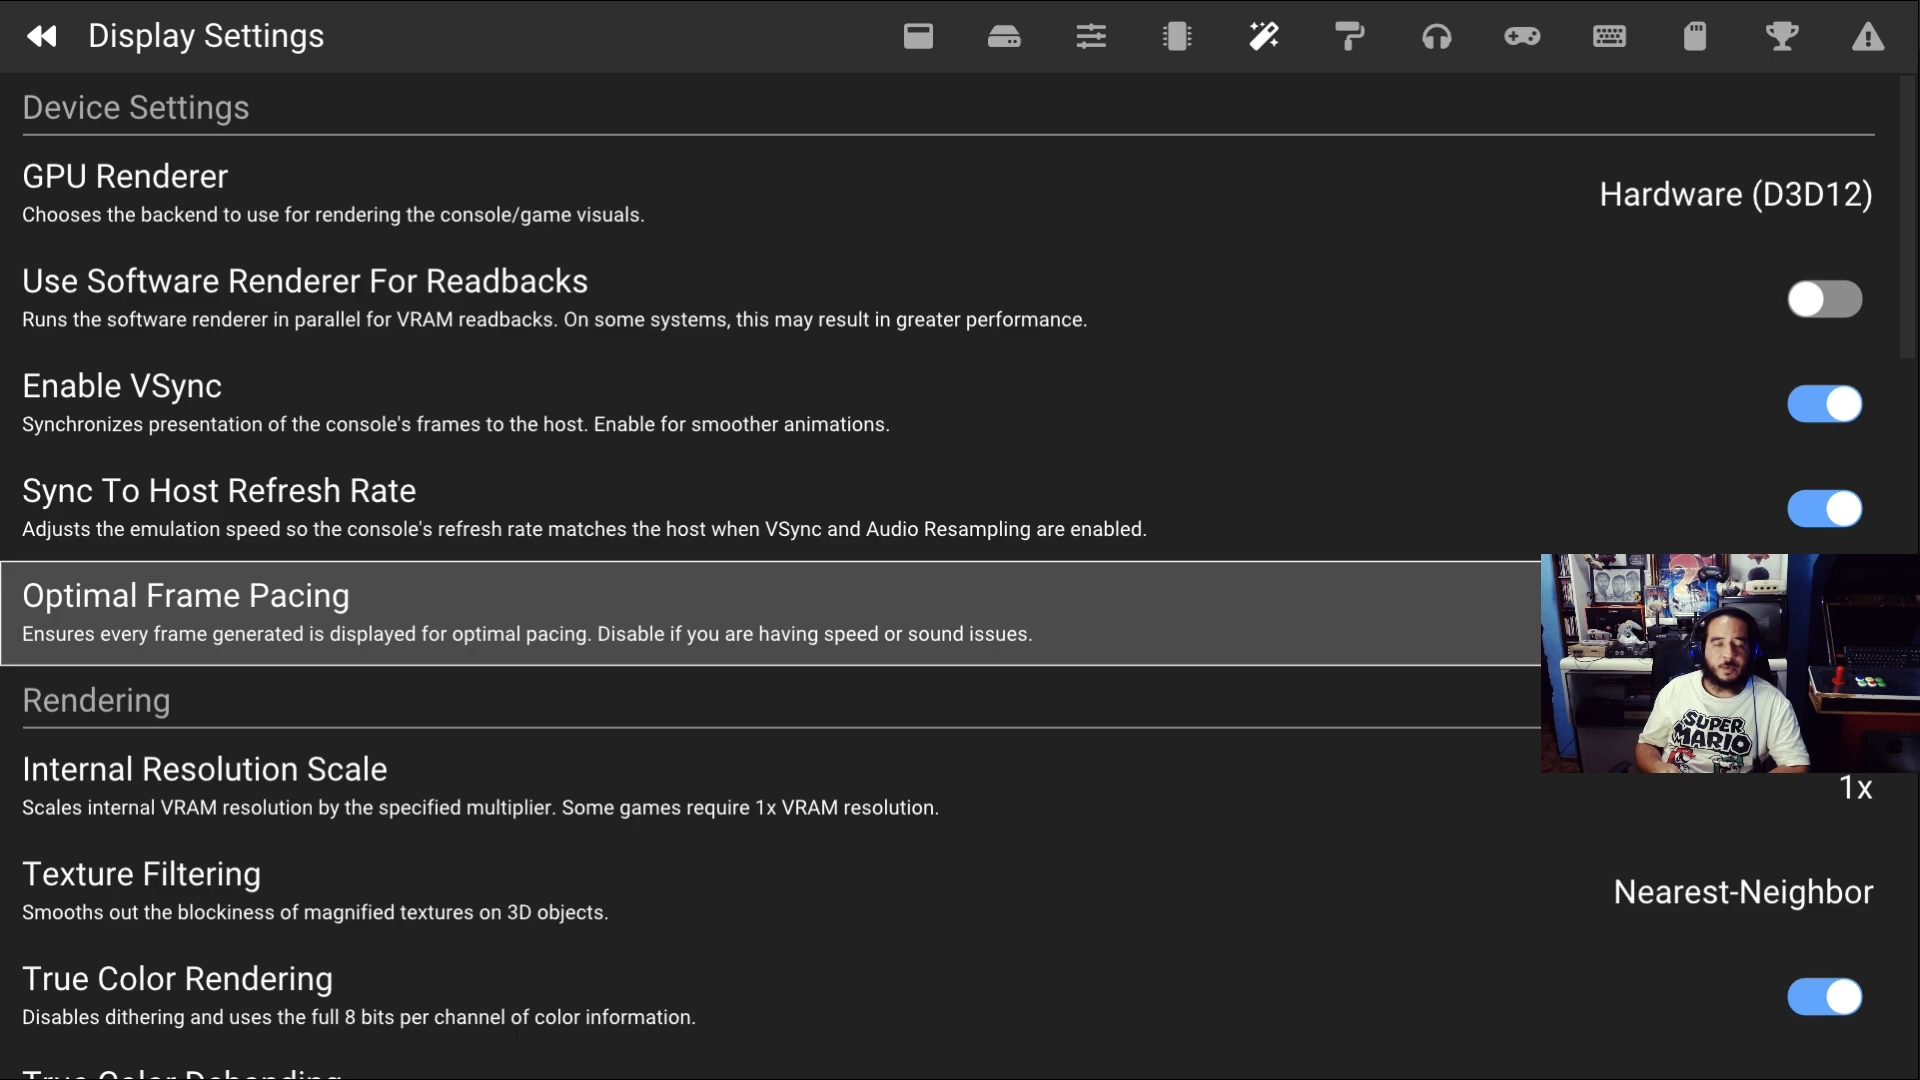 Display Settings
Device Settings
GPU Renderer
Chooses the backend to use for rendering the console/game visuals.
Hardware (D3D12)
Use Software Renderer For Readbacks
Runs the software renderer in parallel for VRAM readbacks. On some systems, this may result in greater performance.
Enable VSync
Synchronizes presentation of the console's frames to the host. Enable for smoother animations.
Sync To Host Refresh Rate
Adjusts the emulation speed so the console's refresh rate matches the host when VSync and Audio Resampling are enabled.
Optimal Frame Pacing
Ensures every frame generated is displayed for optimal pacing. Disable if you are having speed or sound issues.
Rendering
SUPER
MARIO
Internal Resolution Scale
Scales internal VRAM resolution by the specified multiplier. Some games require 1x VRAM resolution.
1x
Texture Filtering
Smooths out the blockiness of magnified textures on 3D objects.
Nearest-Neighbor
True Color Rendering
Disables dithering and uses the full 8 bits per channel of color information.
True Color Debanding